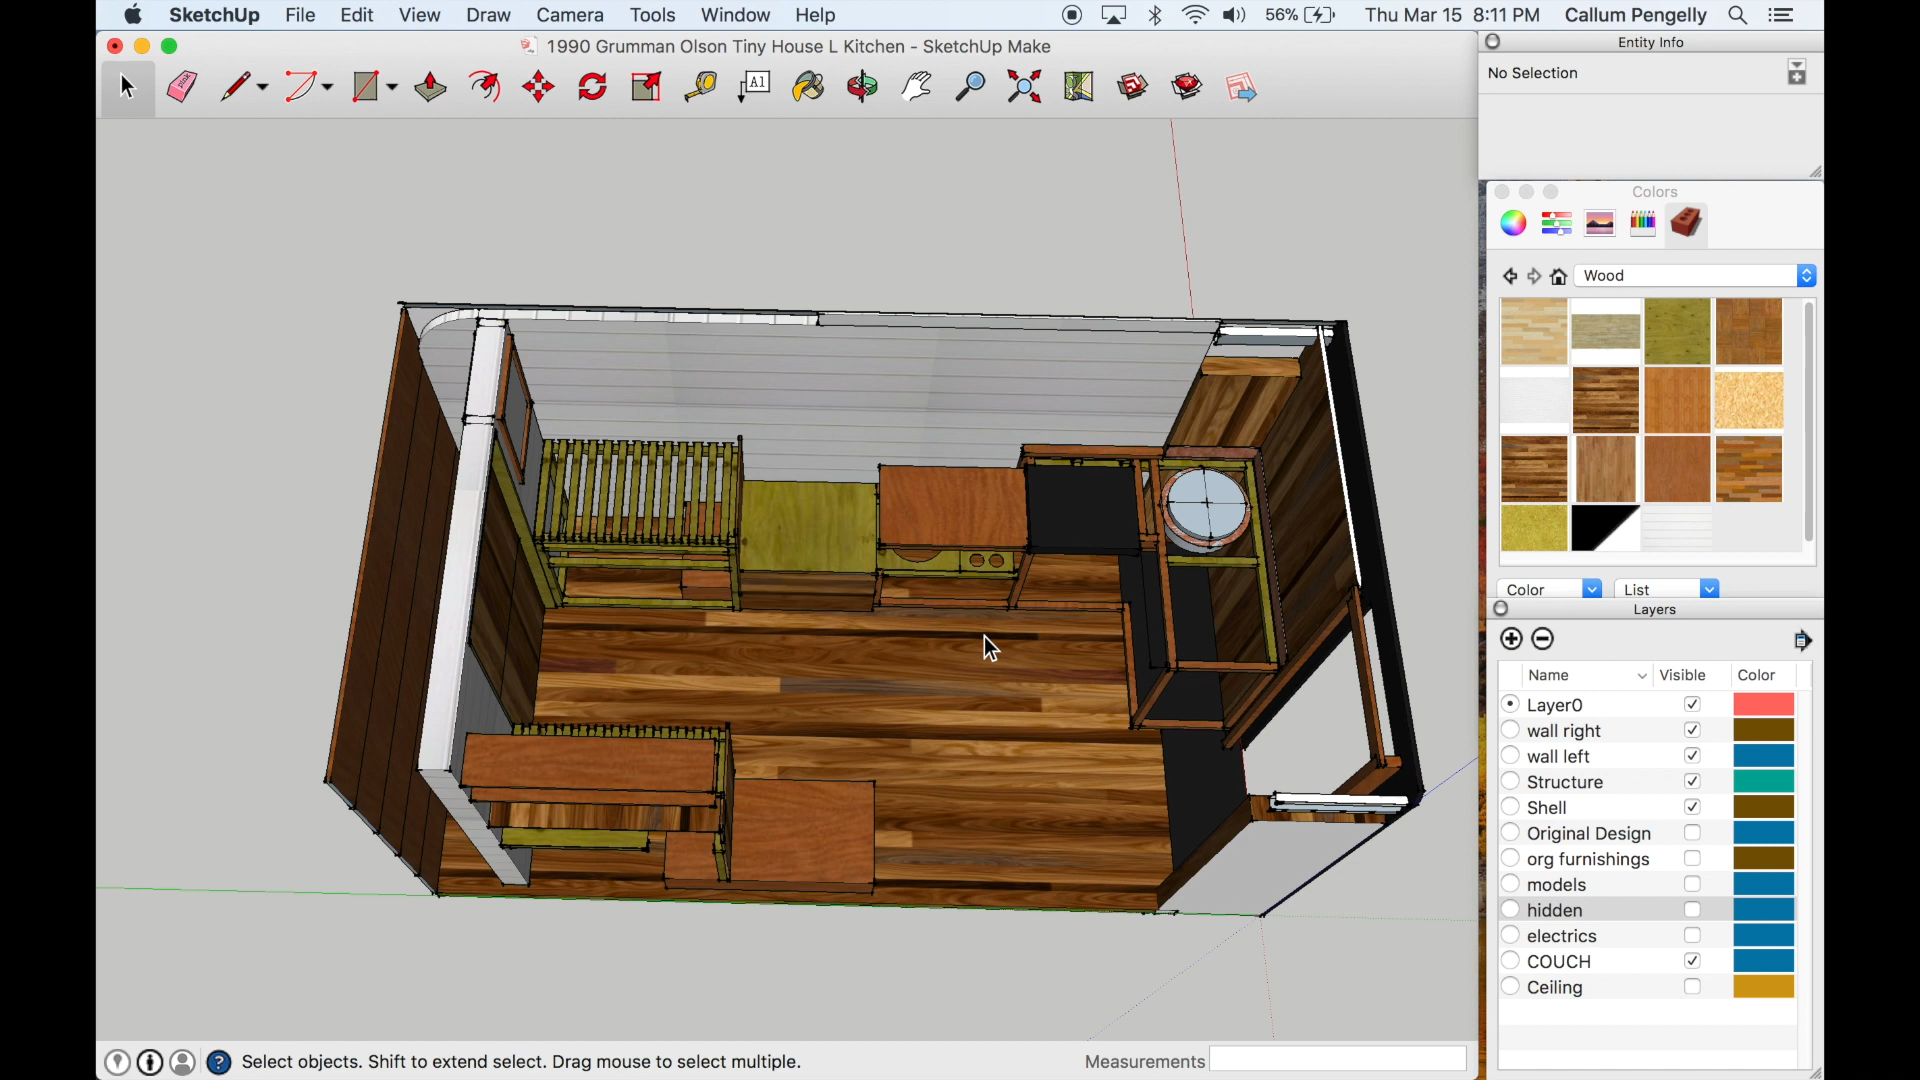 SketchUp File Edit View Draw Camera Tools Window Help 56% Thu Mar 15 8:11 PM Callum Pengelly
1990 Grumman Olson Tiny House L Kitchen - SketchUp Make
A1
Entity Info
No Selection
Colors
Wood
Color List
Layers
Name Visible Color
Layer0
wall right
wall left
Structure
Shell
Original Design
org furnishings
models
hidden
electrics
COUCH
Ceiling
Select objects. Shift to extend select. Drag mouse to select multiple.
Measurements